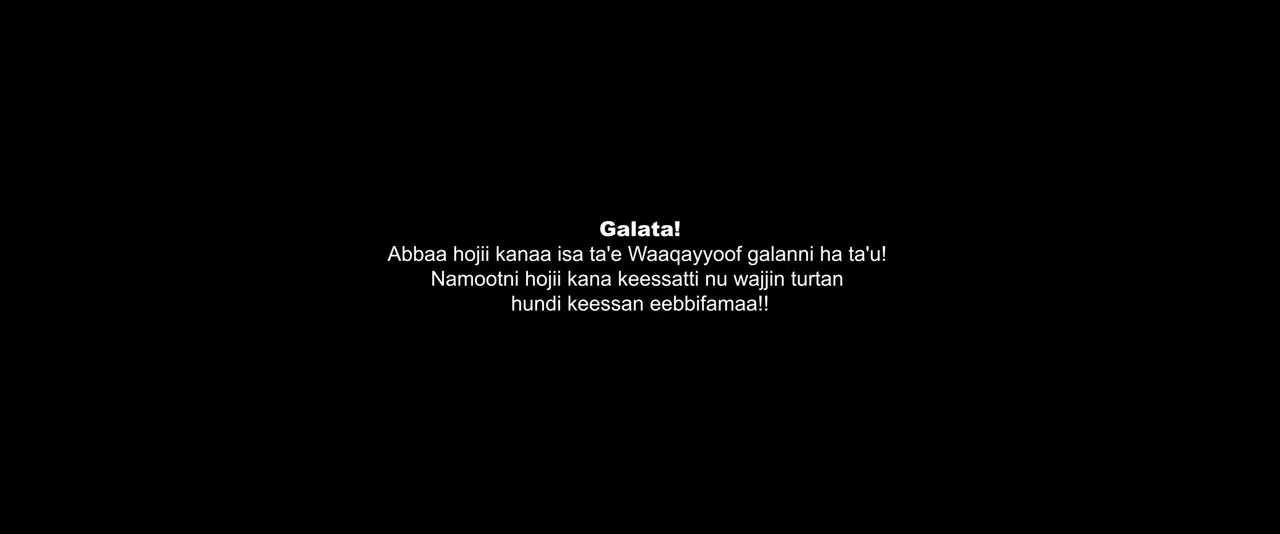 Galata!
Abbaa hojii kanaa isa ta'e Waaqayyoof galanni ha ta'u!
Namootni hojii kana keessatti nu wajjin turtan
hundi keessan eebbifamaa!!